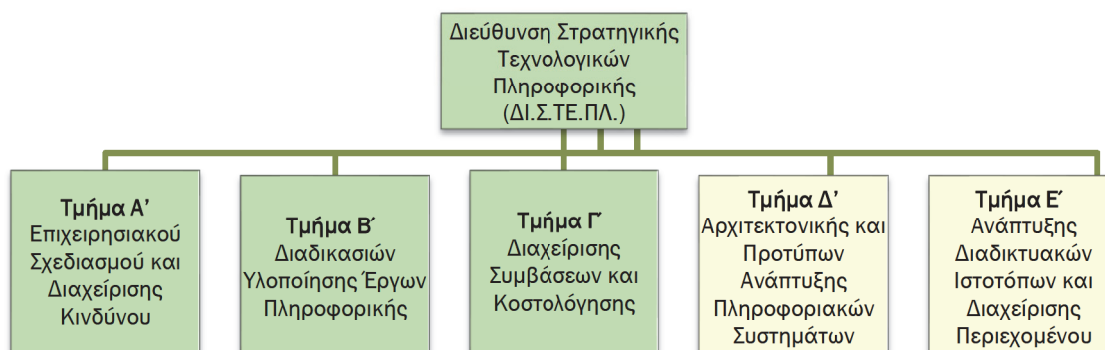 Διεύθυνση Στρατηγικής
Τεχνολογικών
Πληροφορικής
(ΔΙ.Σ.ΤΕ.ΠΛ.)
Τμήμα Α’
Επιχειρησιακού
Σχεδιασμού και
Διαχείρισης
Κινδύνου
Τμήμα Β΄
Διαδικασιών
Υλοποίησης Έργων
Πληροφορικής
Τμήμα Γ΄
Διαχείρισης
Συμβάσεων και
Κοστολόγησης
Τμήμα Δ’
Αρχιτεκτονικής και
Προτύπων
Ανάπτυξης
Πληροφοριακών
Συστημάτων
Τμήμα Ε΄
Ανάπτυξης
Διαδικτυακών
Ιστοτόπων και
Διαχείρισης
Περιεχομένου